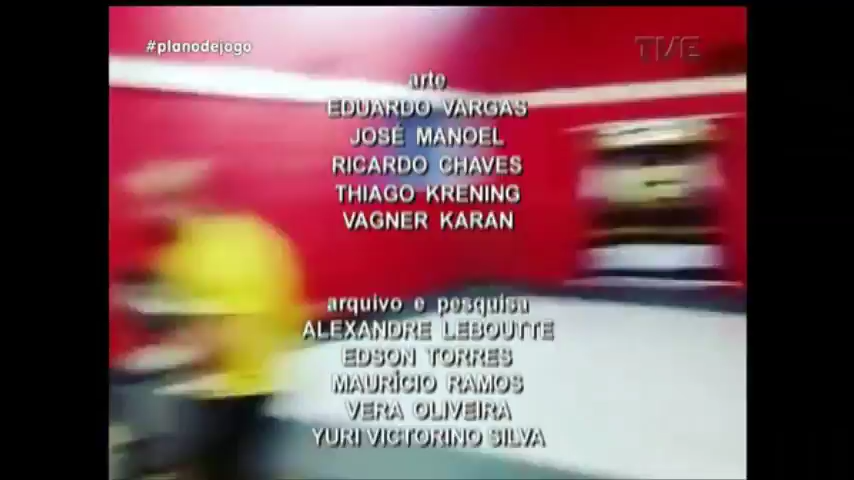 #planodejogo
TVE
arte
EDUARDO VARGAS
JOSÉ MANOEL
RICARDO CHAVES
THIAGO KRENING
VAGNER KARAN
arquivo e pesquisa
ALEXANDRE LEBOUTTE
EDSON TORRES
MAURÍCIO RAMOS
VERA OLIVEIRA
YURI VICTORINO SILVA